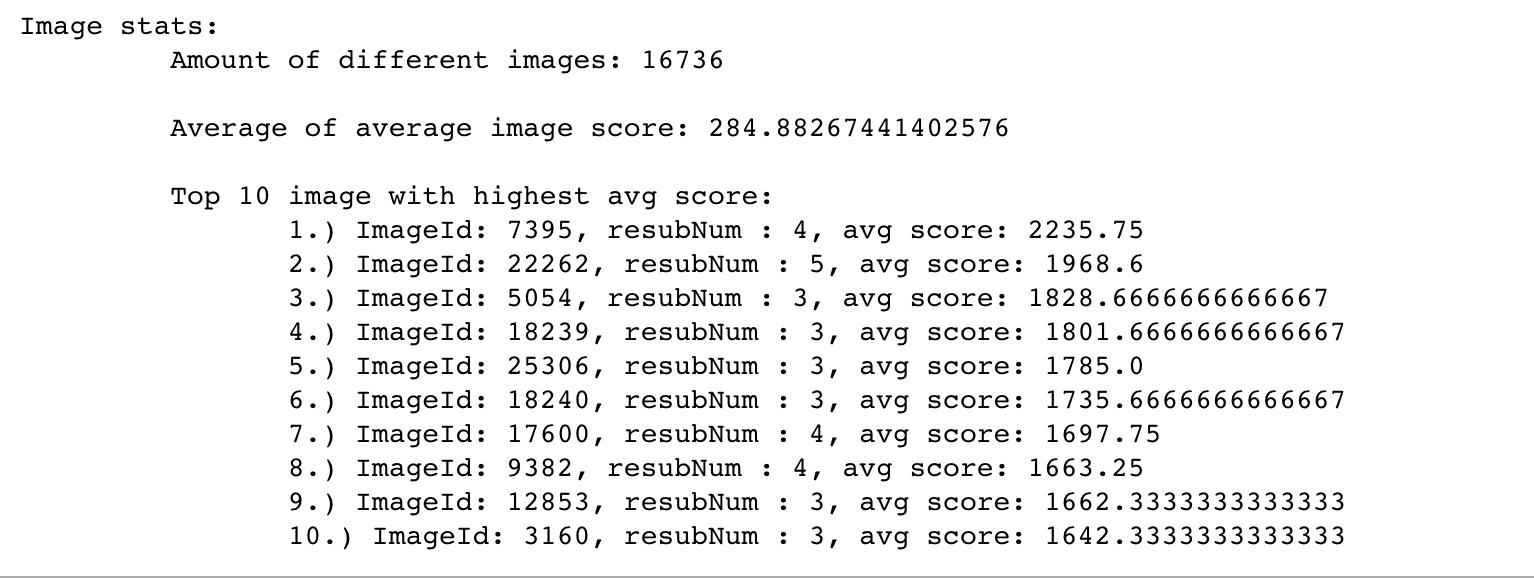 Image stats:
Amount of different images: 16736
Average of average image score: 284.88267441402576
Top 10 image with highest avg score:
1.) ImageId: 7395, resubNum : 4, avg score: 2235.75
2.) ImageId: 22262, resubNum : 5, avg score: 1968.6
3.) ImageId: 5054, resubNum : 3, avg score: 1828.6666666666667
4.) ImageId: 18239, resubNum : 3, avg score: 1801.6666666666667
5.) ImageId: 25306, resubNum : 3, avg score: 1785.0
6.) ImageId: 18240, resubNum : 3, avg score: 1735.6666666666667
7.) ImageId: 17600, resubNum : 4, avg score: 1697.75
8.) ImageId: 9382, resubNum : 4, avg score: 1663.25
9.) ImageId: 12853, resubNum : 3, avg score: 1662.3333333333333
10.) ImageId: 3160, resubNum : 3, avg score: 1642.3333333333333